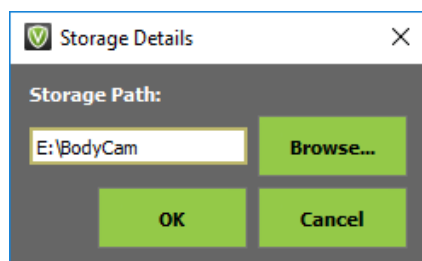 Storage Details
Storage Path:
E:\BodyCam
Browse...
OK
Cancel